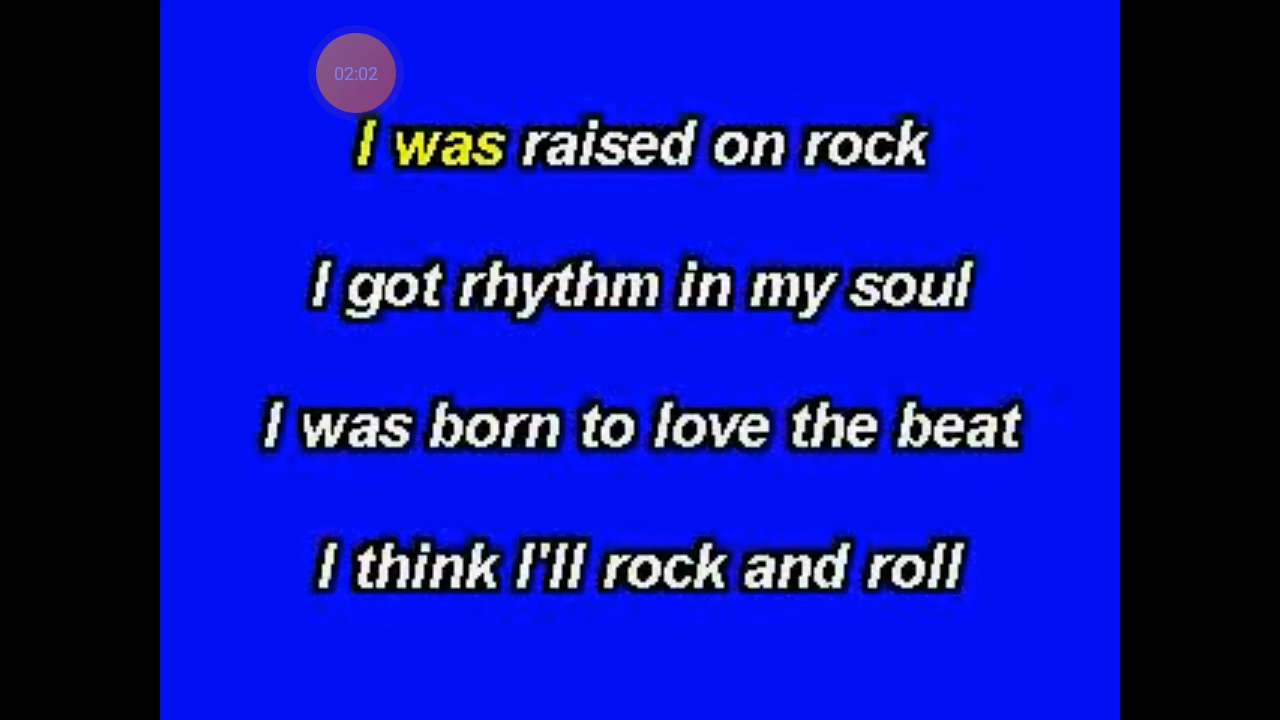 02:02
I was raised on rock
I got rhythm in my soul
I was born to love the beat
I think I'll rock and roll